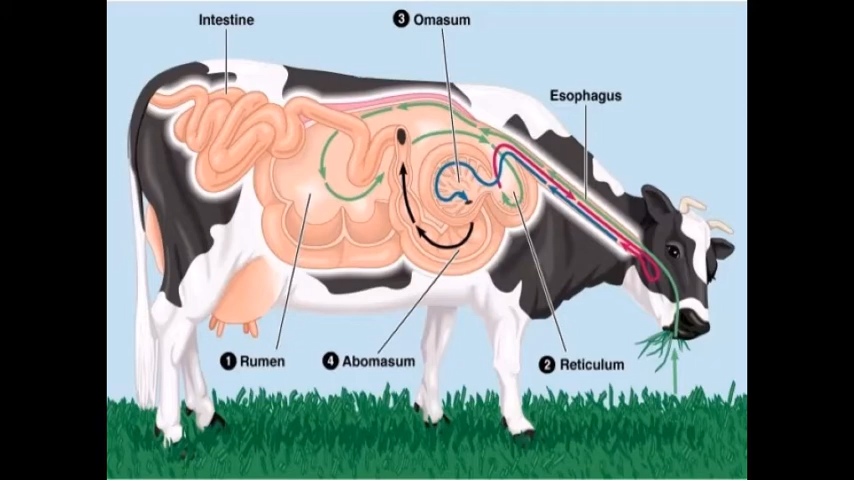 Intestine
3 Omasum
Esophagus
1 Rumen
4 Abomasum
2 Reticulum